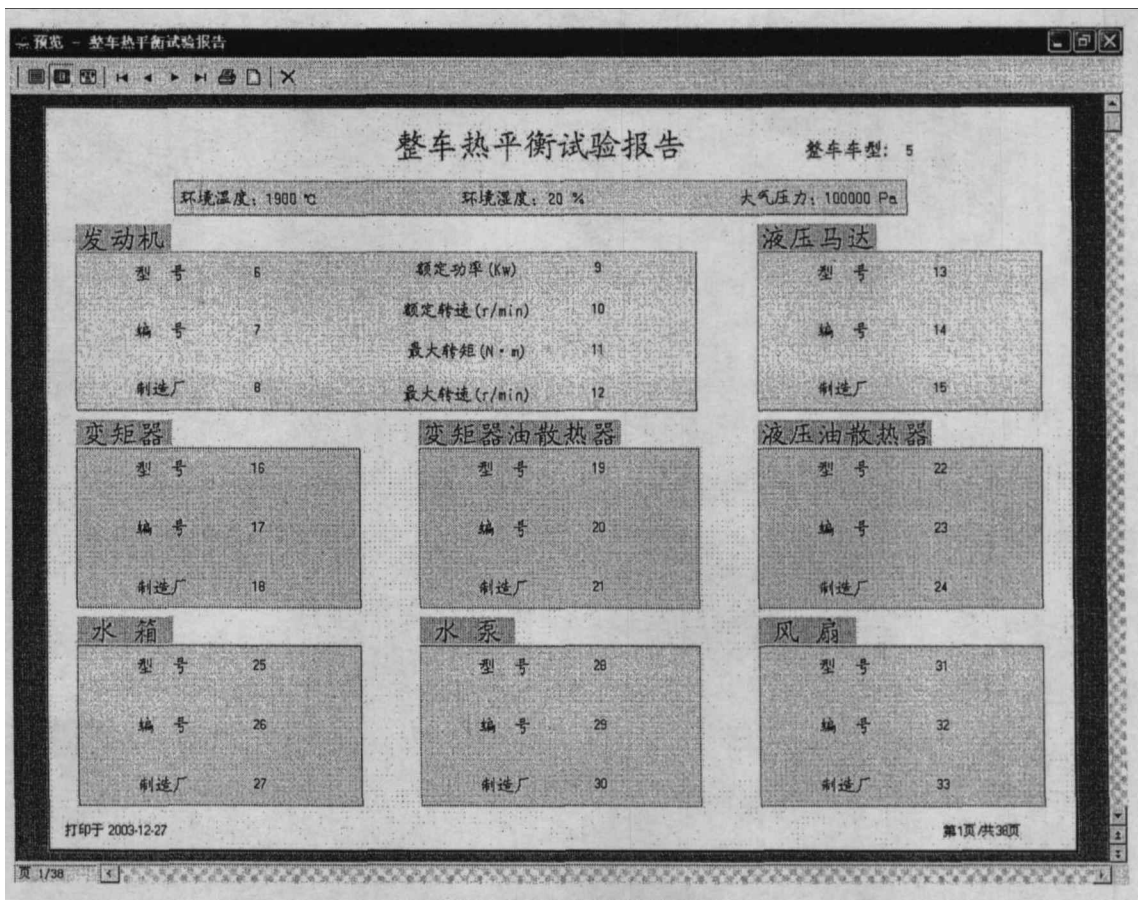 预览 - 整车热平衡试验报告
整车热平衡试验报告
整车车型: 5
环境温度: 1900 ℃ 环境湿度: 20 % 大气压力: 100000 Pa
发动机
型 号 6 额定功率(Kw) 9
额定转速(r/min) 10
编 号 7
最大转矩(N·m) 11
制造厂 8 最大转速(r/min) 12
液压马达
型 号 13
编 号 14
制造厂 15
变矩器
型 号 16
编 号 17
制造厂 18
变矩器油散热器
型 号 19
编 号 20
制造厂 21
液压油散热器
型 号 22
编 号 23
制造厂 24
水 箱
型 号 25
编 号 26
制造厂 27
水 泵
型 号 28
编 号 29
制造厂 30
风 扇
型 号 31
编 号 32
制造厂 33
打印于 2003-12-27 第1页/共38页
页 1/38